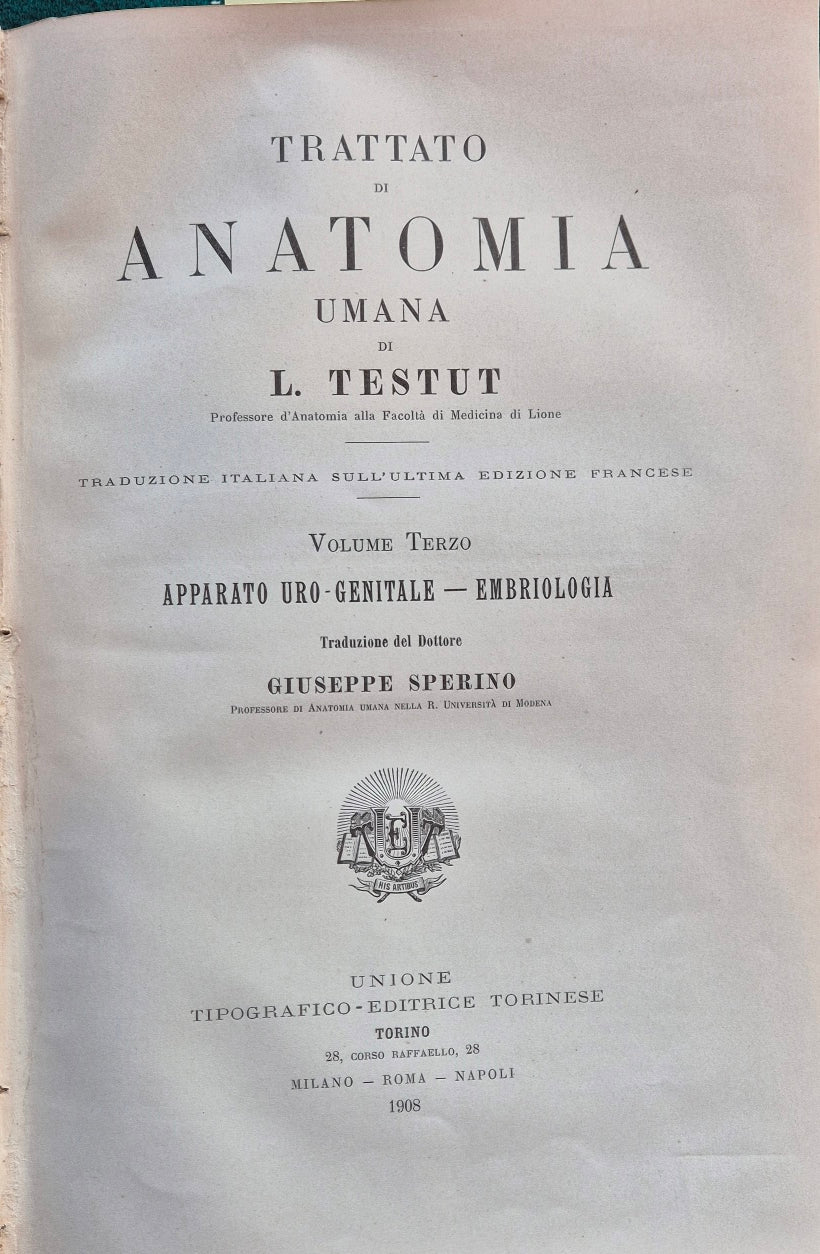 TRATTATO
DI
ANATOMIA
UMANA
DI
L. TESTUT
Professore d'Anatomia alla Facoltà di Medicina di Lione
TRADUZIONE ITALIANA SULL'ULTIMA EDIZIONE FRANCESE
VOLUME TERZO
APPARATO URO-GENITALE — EMBRIOLOGIA
Traduzione del Dottore
GIUSEPPE SPERINO
PROFESSORE DI ANATOMIA UMANA NELLA R. UNIVERSITÀ DI MODENA
UTET
HIS ARTIBUS
UNIONE
TIPOGRAFICO-EDITRICE TORINESE
TORINO
28, CORSO RAFFAELLO, 28
MILANO — ROMA — NAPOLI
1908